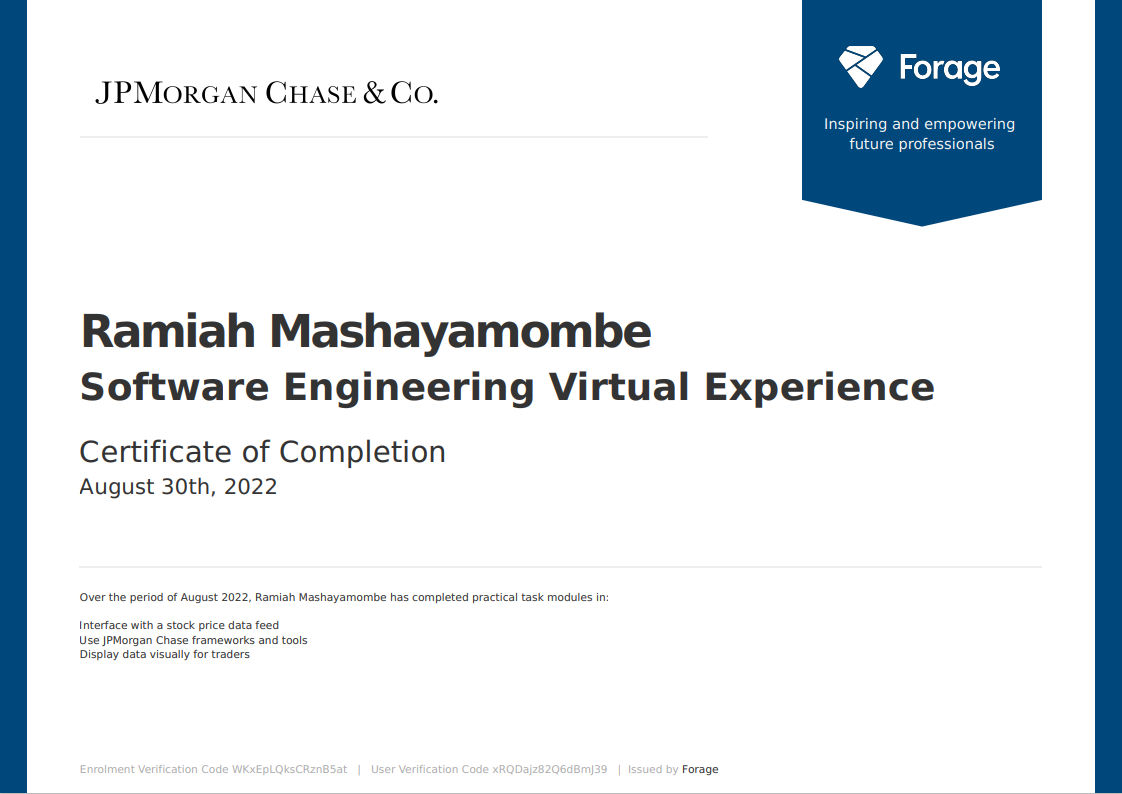 JPMORGAN CHASE & CO.
Forage
Inspiring and empowering
future professionals
Ramiah Mashayamombe
Software Engineering Virtual Experience
Certificate of Completion
August 30th, 2022
Over the period of August 2022, Ramiah Mashayamombe has completed practical task modules in:
Interface with a stock price data feed
Use JPMorgan Chase frameworks and tools
Display data visually for traders
Enrolment Verification Code WKxEpLQksCRznB5at | User Verification Code xRQDajz82Q6dBmJ39 | Issued by Forage